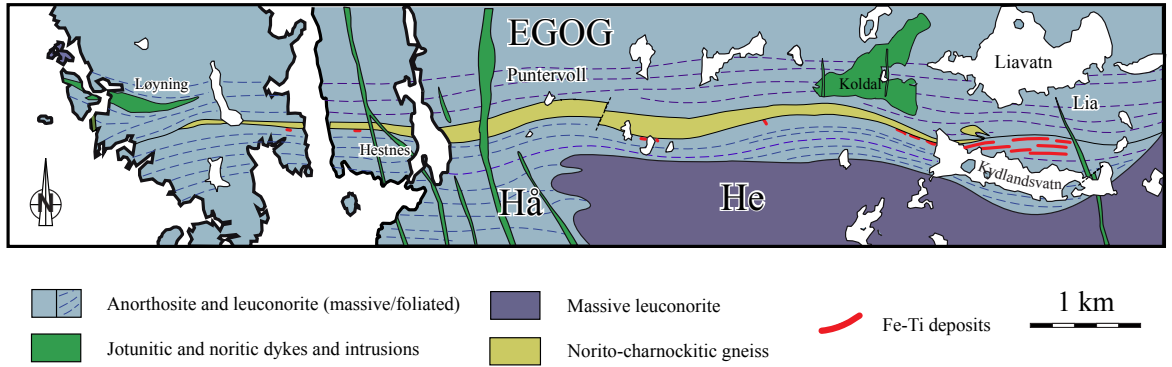 EGOG
Løyning
Puntervoll
Koldal
Liavatn
Lia
Hestnes
Kydlandsvatn
Hå
He
N
Anorthosite and leuconorite (massive/foliated)
Massive leuconorite
Fe-Ti deposits
1 km
Jotunitic and noritic dykes and intrusions
Norito-charnockitic gneiss